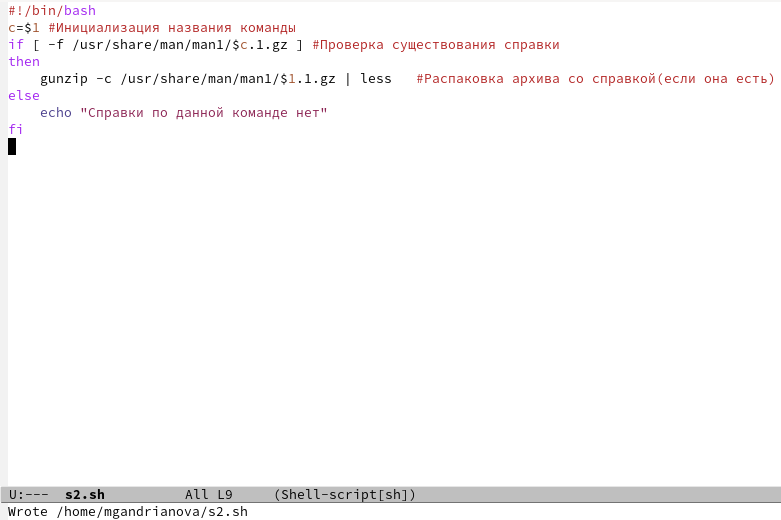 #!/bin/bash
c=$1 #Инициализация названия команды
if [ -f /usr/share/man/man1/$c.1.gz ] #Проверка существования справки
then
    gunzip -c /usr/share/man/man1/$1.1.gz | less   #Распаковка архива со справкой(если она есть)
else
    echo "Справки по данной команде нет"
fi
U:---  s2.sh          All L9     (Shell-script[sh])
Wrote /home/mgandrianova/s2.sh